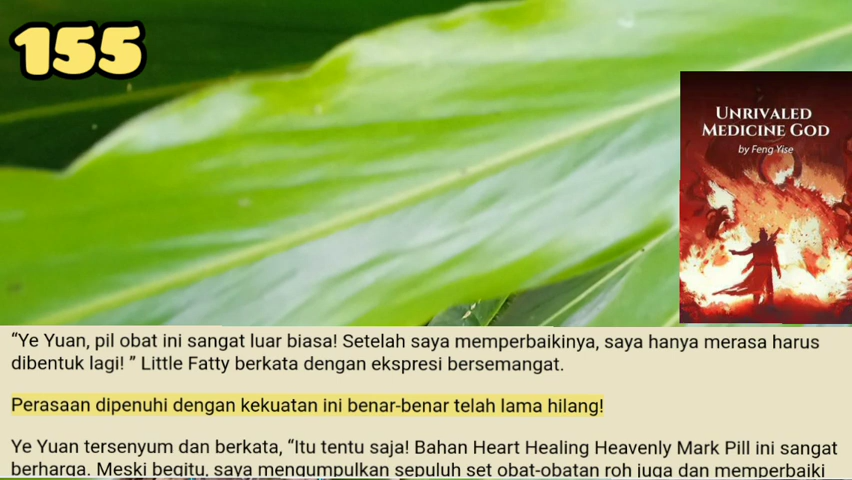 155
UNRIVALED
MEDICINE GOD
by Feng Yise
“Ye Yuan, pil obat ini sangat luar biasa! Setelah saya memperbaikinya, saya hanya merasa harus
dibentuk lagi! ” Little Fatty berkata dengan ekspresi bersemangat.
Perasaan dipenuhi dengan kekuatan ini benar-benar telah lama hilang!
Ye Yuan tersenyum dan berkata, “Itu tentu saja! Bahan Heart Healing Heavenly Mark Pill ini sangat
berharga. Meski begitu, saya mengumpulkan sepuluh set obat-obatan roh juga dan memperbaiki